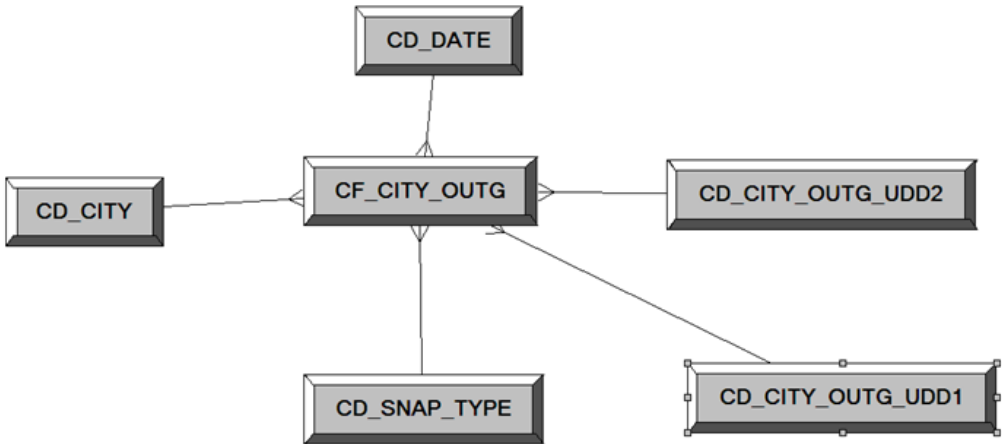 CD_DATE
CF_CITY_OUTG
CD_CITY_OUTG_UDD2
CD_CITY
CD_SNAP_TYPE
CD_CITY_OUTG_UDD1